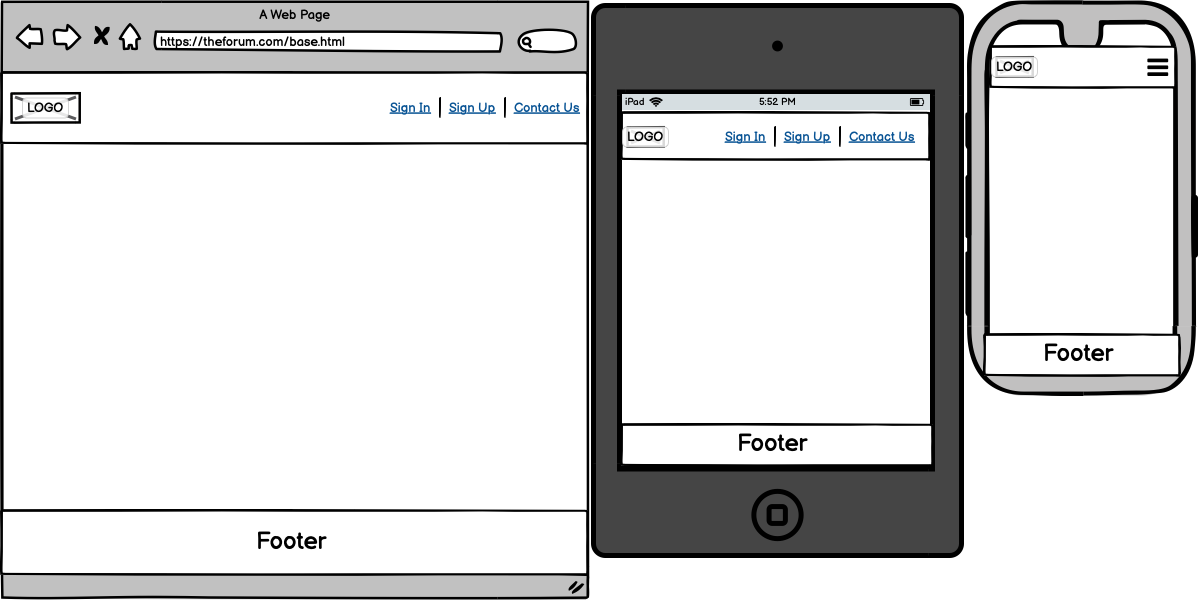 A Web Page
https://theforum.com/base.html
LOGO
Sign In | Sign Up | Contact Us
Footer
iPad 5:52 PM
LOGO
Sign In | Sign Up | Contact Us
Footer
LOGO
Footer